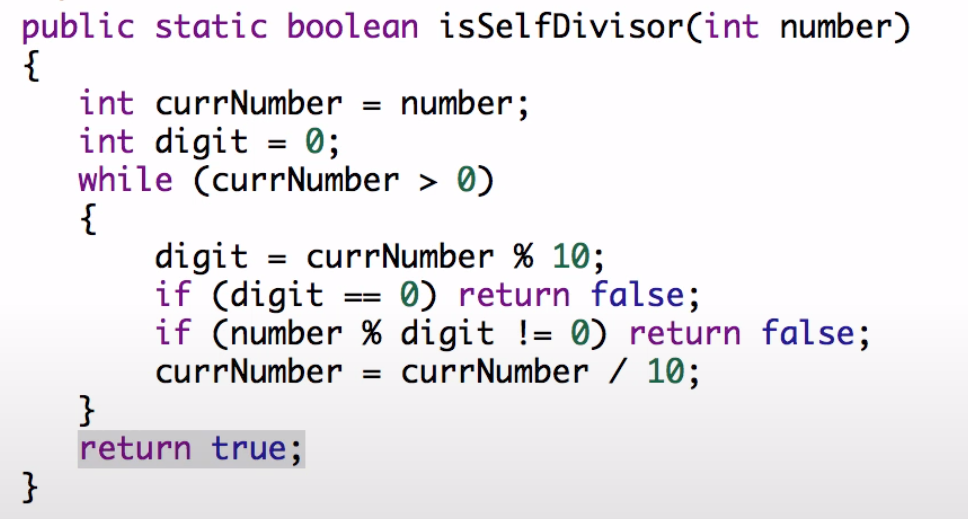 public static boolean isSelfDivisor(int number)
{
int currNumber = number;
int digit = 0;
while (currNumber > 0)
{
digit = currNumber % 10;
if (digit == 0) return false;
if (number % digit != 0) return false;
currNumber = currNumber / 10;
}
return true;
}